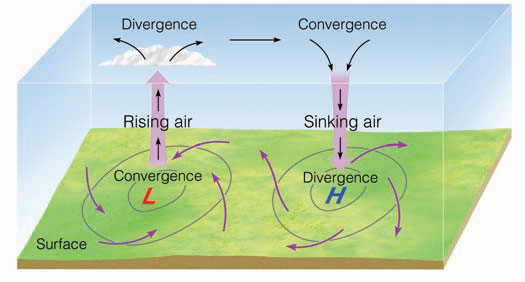 Divergence
Convergence
Rising air
Sinking air
Convergence
Divergence
L
H
Surface